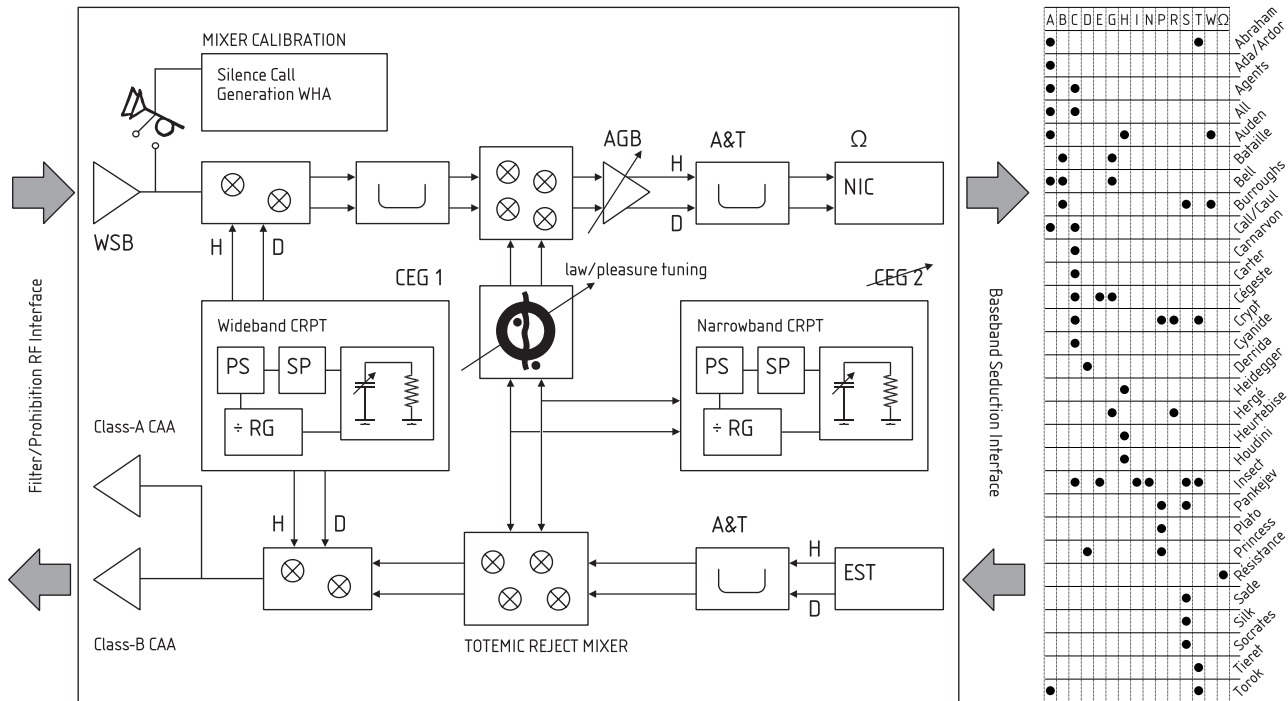 MIXER CALIBRATION
Silence Call
Generation WHA
WSB
AGB
A&T
Ω
H
D
NIC
H
D
CEG 1
law/pleasure tuning
CEG 2
Wideband CRPT
PS
SP
÷ RG
Narrowband CRPT
PS
SP
÷ RG
Filter/Prohibition RF Interface
Baseband Seduction Interface
Class-A CAA
H
D
A&T
H
D
EST
Class-B CAA
TOTEMIC REJECT MIXER
A B C D E G H I N P R S T W Ω
Abraham
Ada/Ardor
Agents
All
Auden
Bataille
Bell
Burroughs
Call/Caul
Carnarvon
Carter
Cégeste
Crypt
Cyanide
Derrida
Heidegger
Hergé
Heurtebise
Houdini
Insect
Pankejev
Plato
Princess
Resistance
Sade
Silk
Socrates
Tieret
Torok